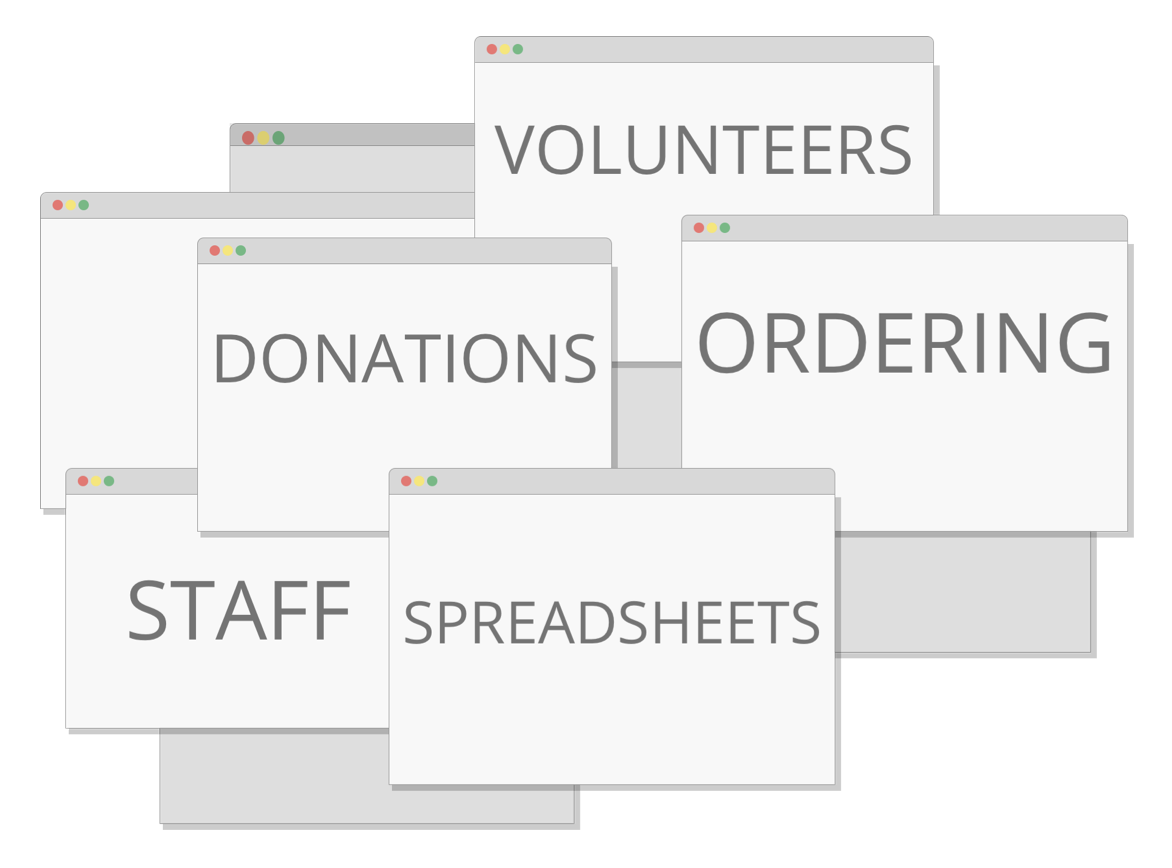 VOLUNTEERS
DONATIONS
ORDERING
STAFF
SPREADSHEETS